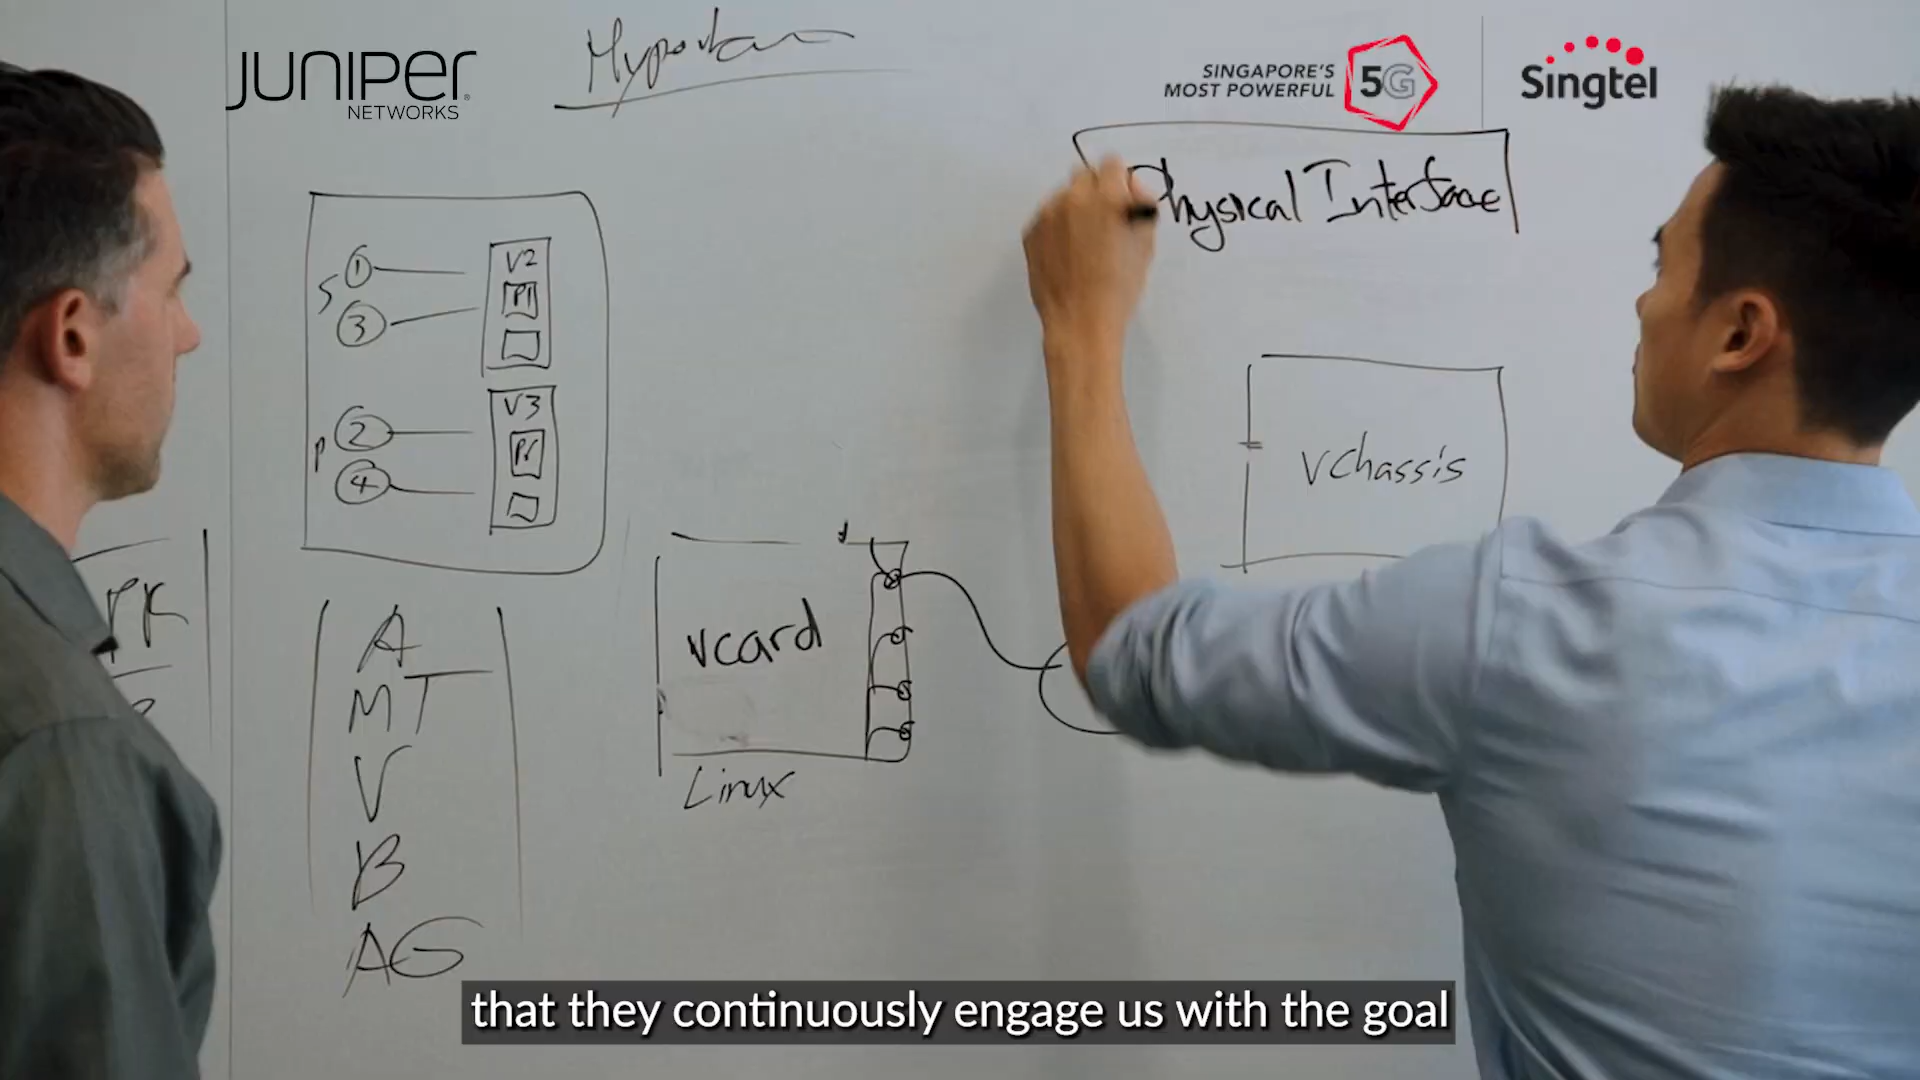 JUNIPER
NETWORKS
SINGAPORE'S
MOST POWERFUL
5G
Singtel
Physical Interface
S
1
3
V2
P1
P
2
4
V3
vChassis
vcard
Linux
A
MT
V
B
AG
that they continuously engage us with the goal